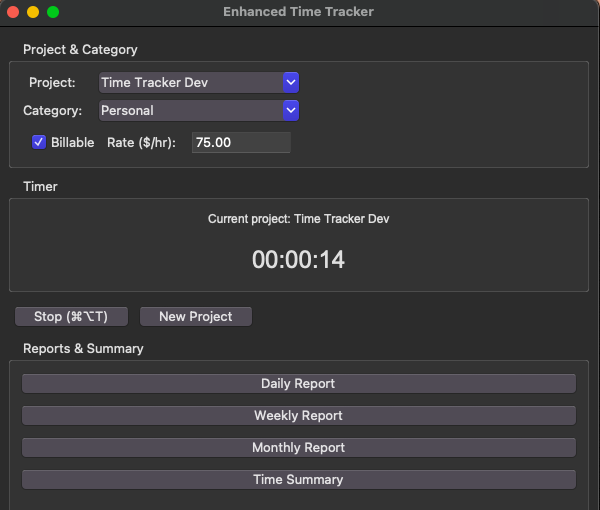 Enhanced Time Tracker
Project & Category
Project: Time Tracker Dev
Category: Personal
Billable Rate ($/hr): 75.00
Timer
Current project: Time Tracker Dev
00:00:14
Stop (⌘⌥T) New Project
Reports & Summary
Daily Report
Weekly Report
Monthly Report
Time Summary